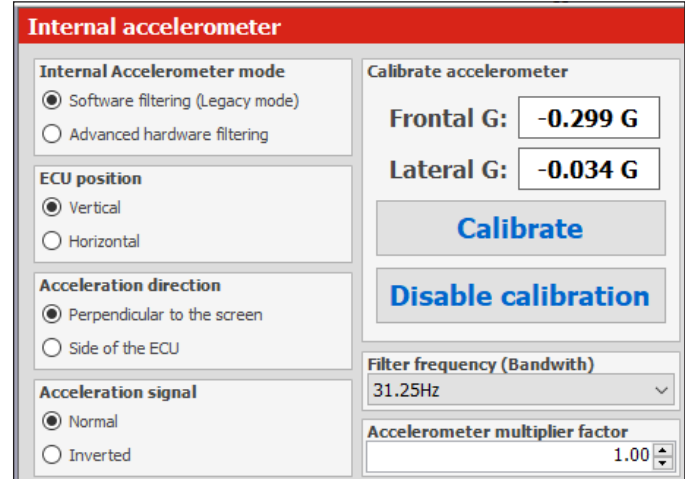 Internal accelerometer
Internal Accelerometer mode
Software filtering (Legacy mode)
Advanced hardware filtering
ECU position
Vertical
Horizontal
Acceleration direction
Perpendicular to the screen
Side of the ECU
Acceleration signal
Normal
Inverted
Calibrate accelerometer
Frontal G: -0.299 G
Lateral G: -0.034 G
Calibrate
Disable calibration
Filter frequency (Bandwith)
31.25Hz
Accelerometer multiplier factor
1.00